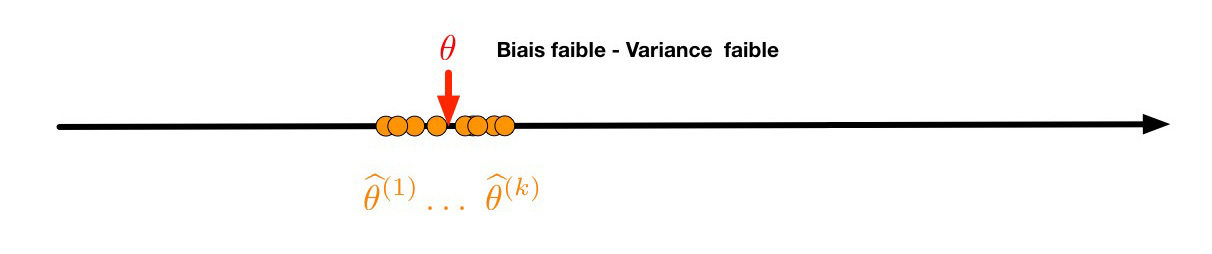 θ Biais faible - Variance faible
θ̂⁽¹⁾ . . . θ̂⁽ᵏ⁾